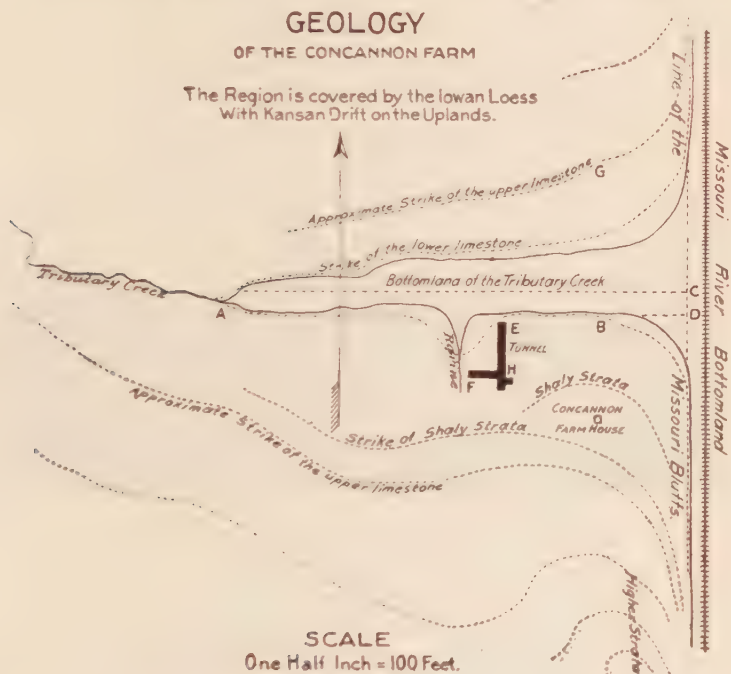 GEOLOGY
OF THE CONCANNON FARM
The Region is covered by the Iowan Loess
With Kansan Drift on the Uplands.
Line of the
Missouri River Bottomland
G
Approximate Strike of the upper limestone
Strike of the lower limestone
Tributary Creek
Bottomland of the Tributary Creek
C
A
D
E
B
Ravine
TUNNEL
H
F
Shaly Strata
CONCANNON
FARM HOUSE
Missouri Bluffs.
Approximate Strike of the upper limestone
Strike of Shaly Strata
Higher Strata
SCALE
One Half Inch = 100 Feet.